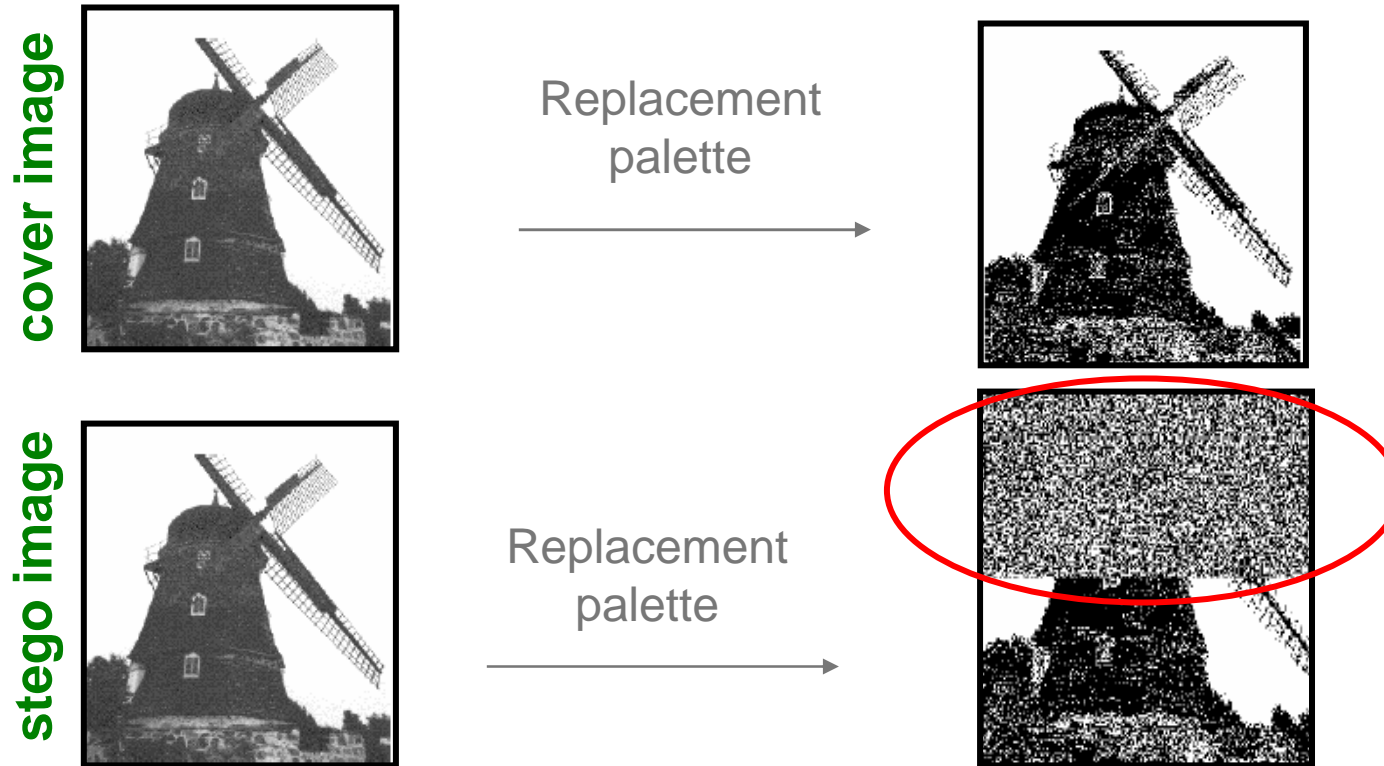 cover image
Replacement
palette
stego image
Replacement
palette